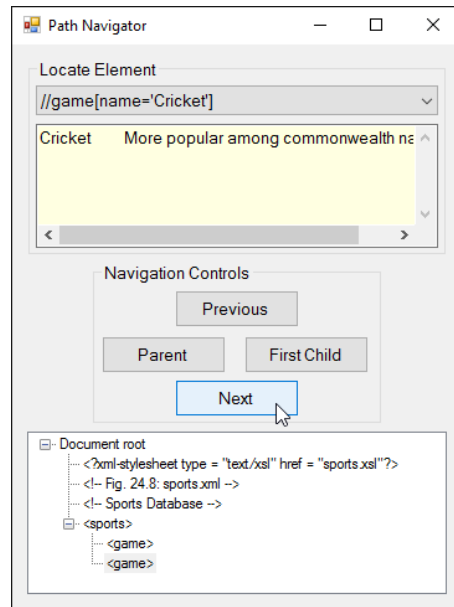 Path Navigator
Locate Element
//game[name='Cricket']
Cricket More popular among commonwealth na
Navigation Controls
Previous
Parent First Child
Next
Document root
<?xml-stylesheet type = "text/xsl" href = "sports.xsl"?>
<!-- Fig. 24.8: sports.xml -->
<!-- Sports Database -->
<sports>
<game>
<game>